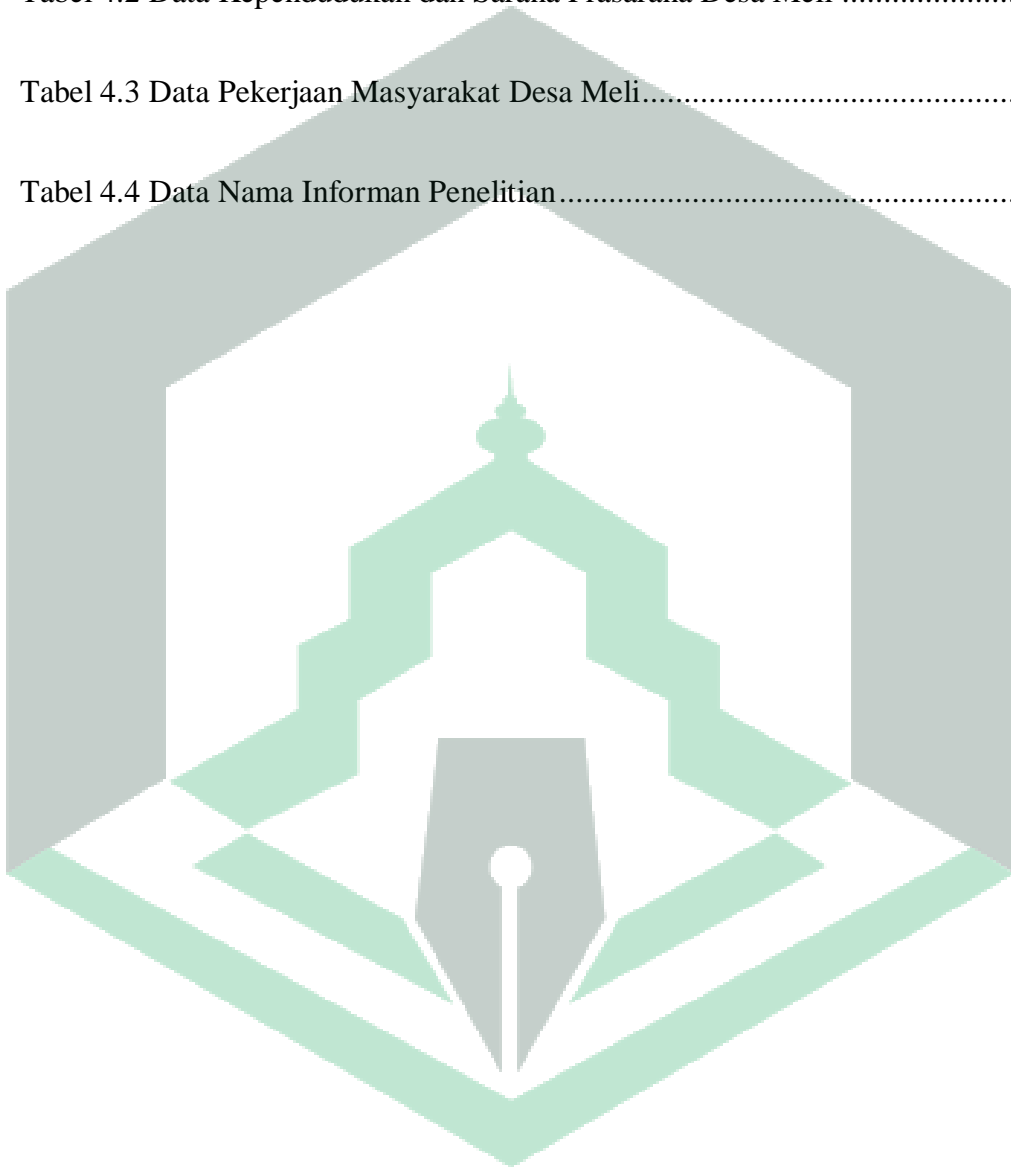 Tabel 4.2 Data Kependudukan dan Sarana Prasarana Desa Meli ......................
Tabel 4.3 Data Pekerjaan Masyarakat Desa Meli.............................................
Tabel 4.4 Data Nama Informan Penelitian.......................................................